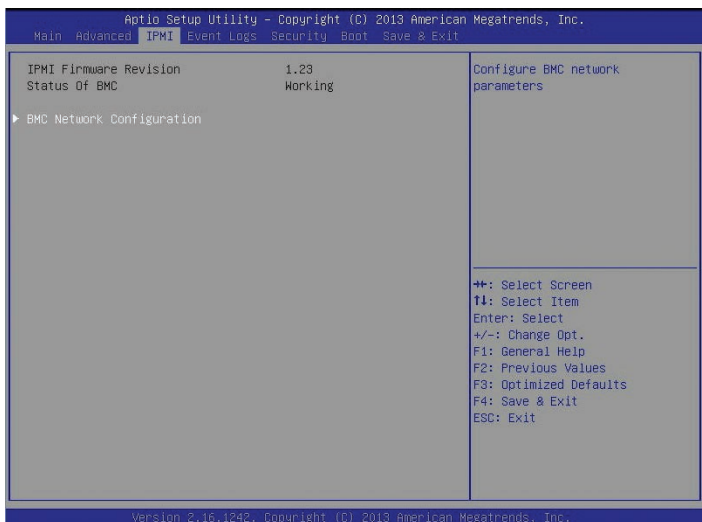 Aptio Setup Utility – Copyright (C) 2013 American Megatrends, Inc.
Main Advanced IPMI Event Logs Security Boot Save & Exit
IPMI Firmware Revision 1.23
Status Of BMC Working
▶ BMC Network Configuration
Configure BMC network
parameters
→←: Select Screen
↑↓: Select Item
Enter: Select
+/-: Change Opt.
F1: General Help
F2: Previous Values
F3: Optimized Defaults
F4: Save & Exit
ESC: Exit
Version 2.16.1242. Copyright (C) 2013 American Megatrends, Inc.